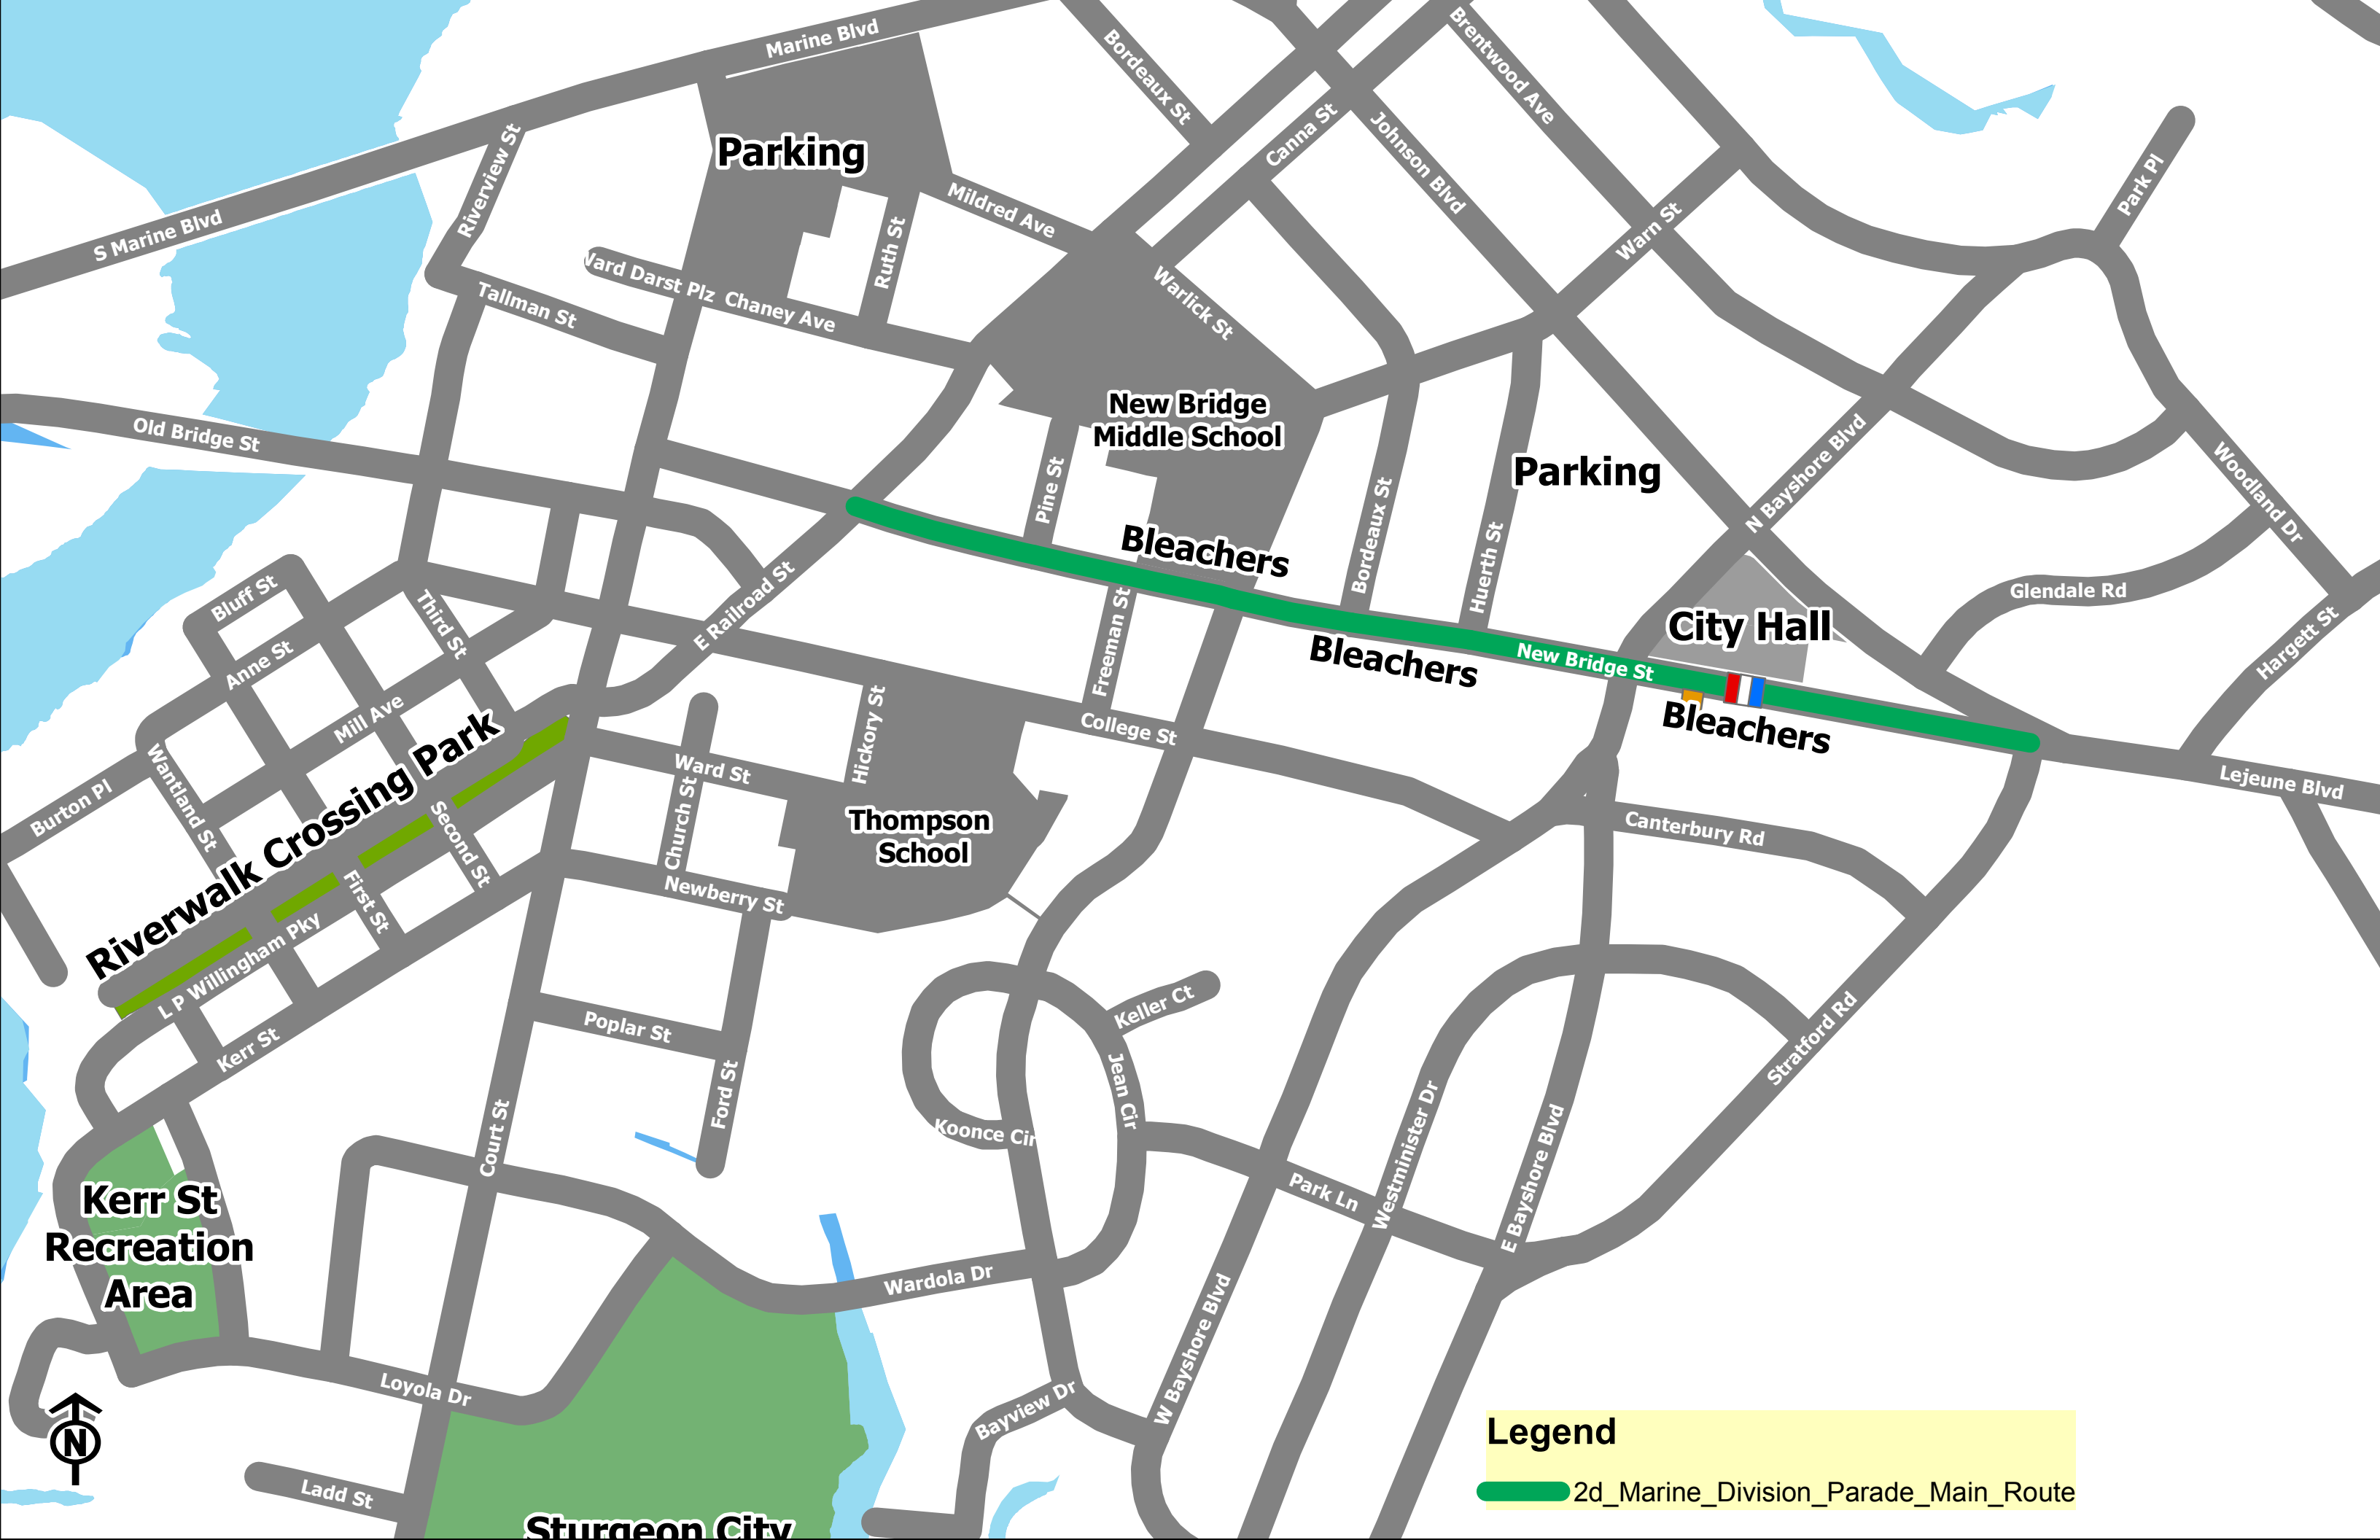 Marine Blvd
Bordeaux St
Brentwood Ave
Canna St
Johnson Blvd
Parking
Riverview St
Mildred Ave
Park Pl
S Marine Blvd
Ruth St
Warn St
Ward Darst Plz
Chaney Ave
Tallman St
Warlick St
New Bridge
Middle School
Old Bridge St
Parking
N Bayshore Blvd
Woodland Dr
Pine St
Bleachers
Bordeaux St
Huerth St
Bluff St
Third St
E Railroad St
Freeman St
Glendale Rd
City Hall
Hargett St
Anne St
Bleachers
New Bridge St
Mill Ave
Hickory St
College St
Bleachers
Riverwalk Crossing Park
Wantland St
Burton Pl
Ward St
Church St
Lejeune Blvd
Second St
Thompson
School
Canterbury Rd
Newberry St
First St
L P Willingham Pky
Kerr St
Poplar St
Keller Ct
Stratford Rd
Ford St
Jean Cir
Koonce Cir
Court St
Westminister Dr
E Bayshore Blvd
Park Ln
Kerr St
Recreation
Area
Wardola Dr
W Bayshore Blvd
Loyola Dr
Bayview Dr
N
Ladd St
Sturgeon City
Legend
2d_Marine_Division_Parade_Main_Route